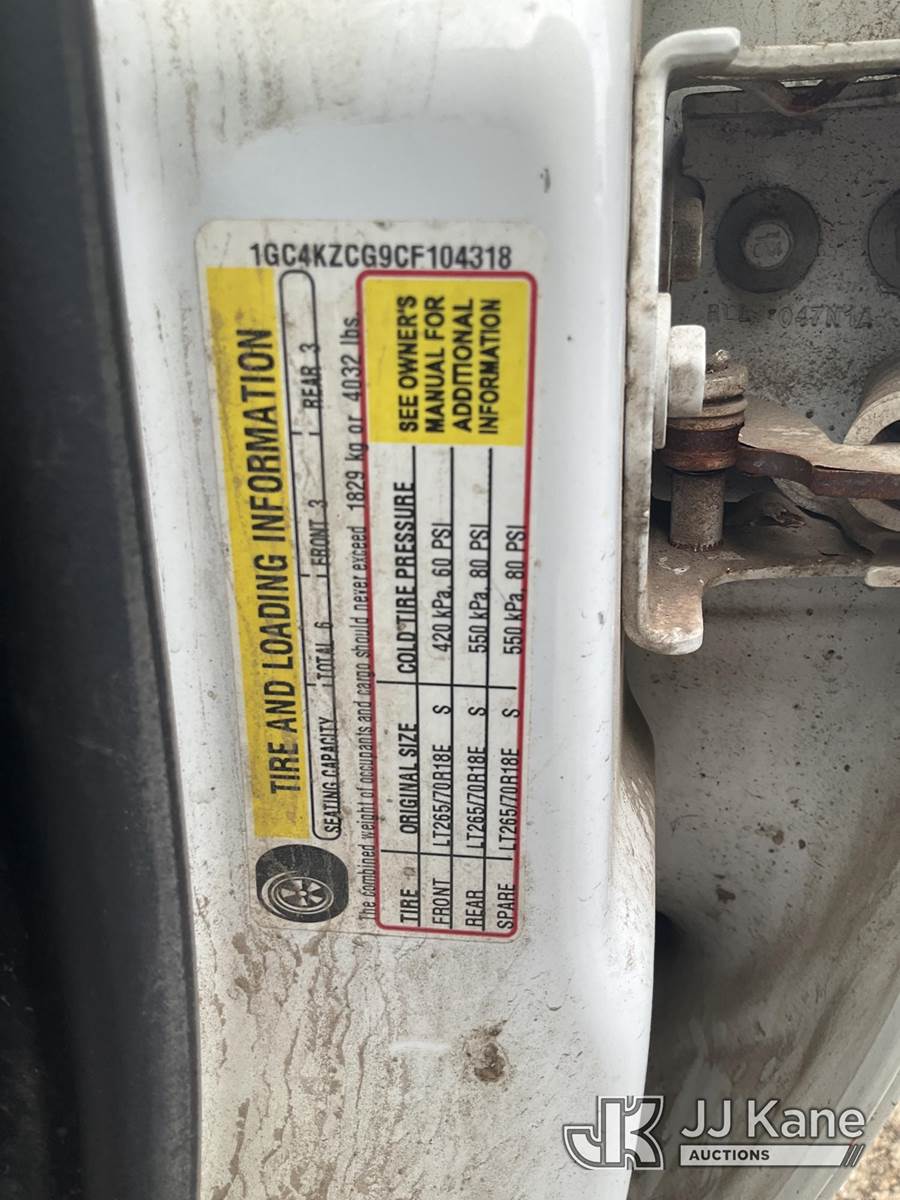 1GC4KZCG9CF104318
TIRE AND LOADING INFORMATION
SEATING CAPACITY TOTAL 6 FRONT 3 REAR 3
The combined weight of occupants and cargo should never exceed 1829 kg or 4032 lbs.
TIRE ORIGINAL SIZE COLD TIRE PRESSURE
FRONT LT265/70R18E S 420 kPa, 60 PSI
REAR LT265/70R18E S 550 kPa, 80 PSI
SPARE LT265/70R18E S 550 kPa, 80 PSI
SEE OWNER'S
MANUAL FOR
ADDITIONAL
INFORMATION
JK JJ Kane
AUCTIONS